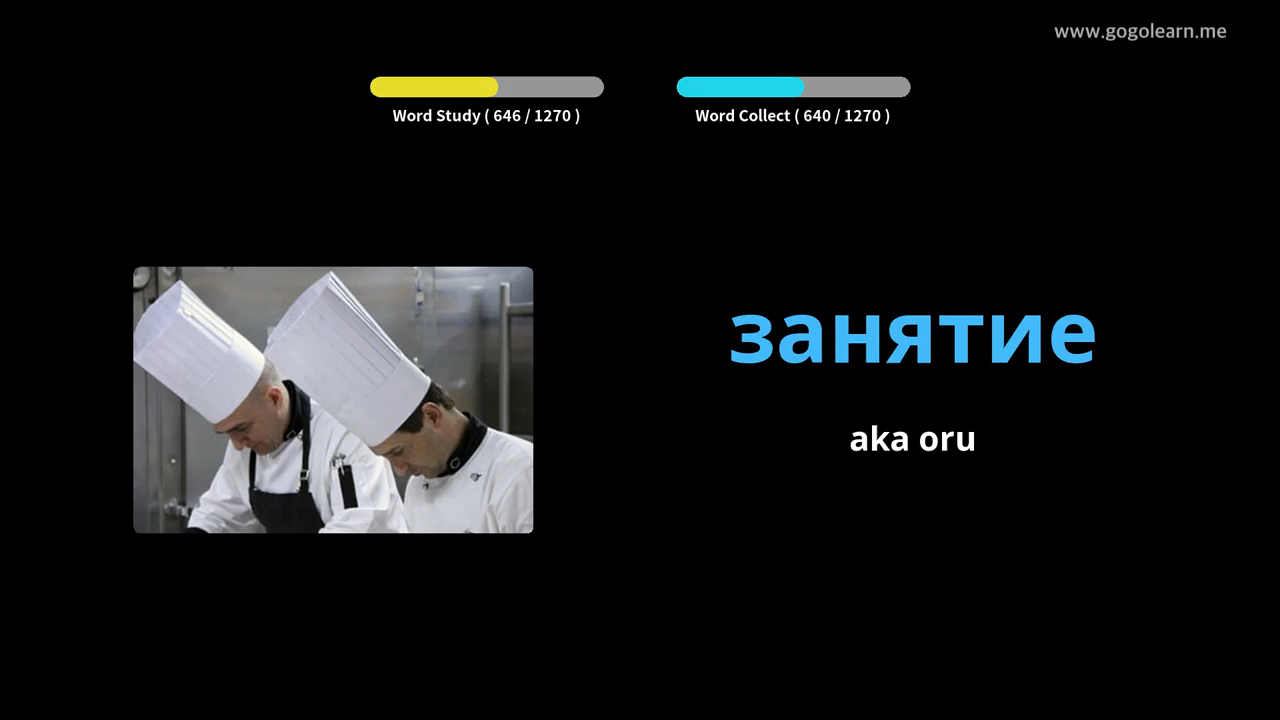 www.gogolearn.me
Word Study ( 646 / 1270 )
Word Collect ( 640 / 1270 )
занятие
aka oru